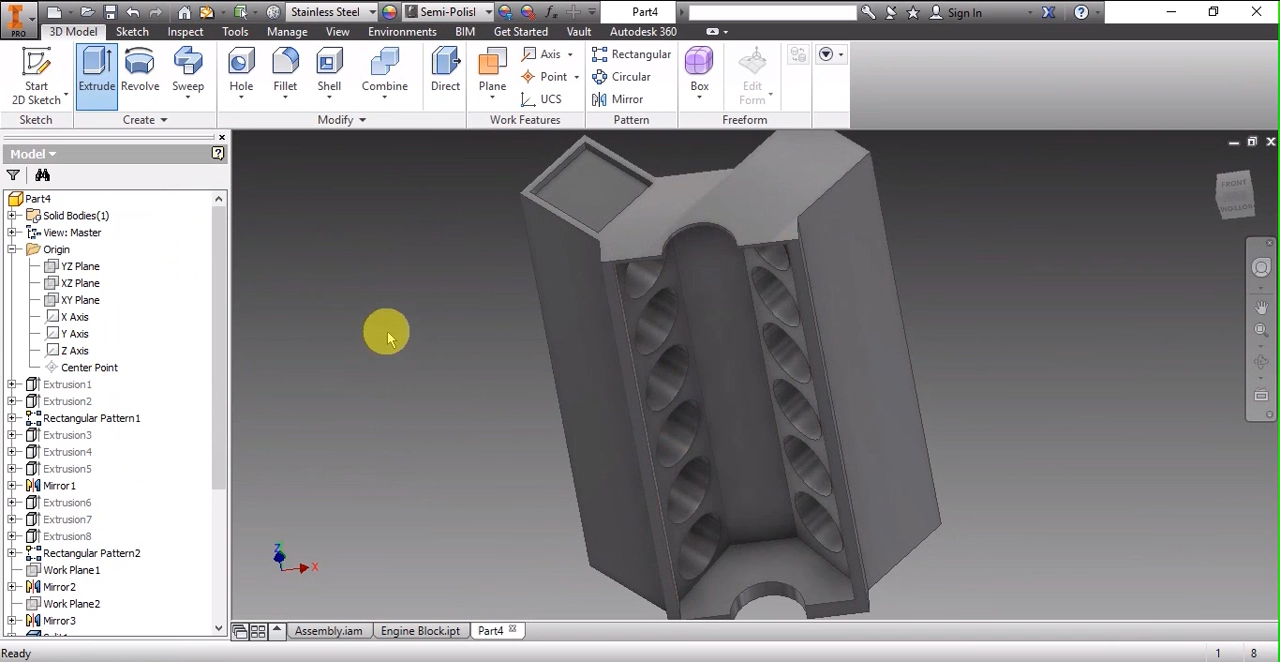 PRO
Stainless Steel
Semi-Polisl
fx
Part4
Sign In
3D Model Sketch Inspect Tools Manage View Environments BIM Get Started Vault Autodesk 360
Start
2D Sketch
Extrude
Revolve
Sweep
Hole
Fillet
Shell
Combine
Direct
Plane
Axis
Point
UCS
Rectangular
Circular
Mirror
Box
Edit
Form
Sketch
Create
Modify
Work Features
Pattern
Freeform
Model
Part4
Solid Bodies(1)
View: Master
Origin
YZ Plane
XZ Plane
XY Plane
X Axis
Y Axis
Z Axis
Center Point
Extrusion1
Extrusion2
Rectangular Pattern1
Extrusion3
Extrusion4
Extrusion5
Mirror1
Extrusion6
Extrusion7
Extrusion8
Rectangular Pattern2
Work Plane1
Mirror2
Work Plane2
Mirror3
FRONT
BOTTOM
Z
X
Assembly.iam
Engine Block.ipt
Part4
Ready
1 8